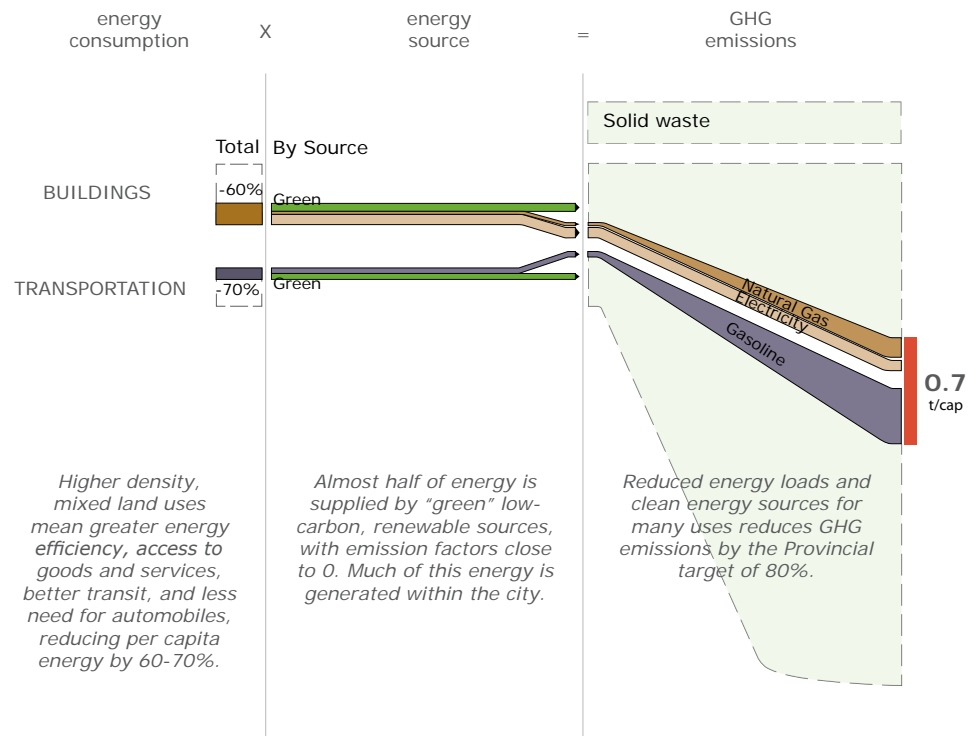 energy
consumption
X
energy
source
=
GHG
emissions
Solid waste
Total
By Source
BUILDINGS
-60%
Green
TRANSPORTATION
-70%
Green
Natural Gas
Electricity
Gasoline
0.7
t/cap
Higher density,
mixed land uses
mean greater energy
efficiency, access to
goods and services,
better transit, and less
need for automobiles,
reducing per capita
energy by 60-70%.
Almost half of energy is
supplied by “green” low-
carbon, renewable sources,
with emission factors close
to 0. Much of this energy is
generated within the city.
Reduced energy loads and
clean energy sources for
many uses reduces GHG
emissions by the Provincial
target of 80%.